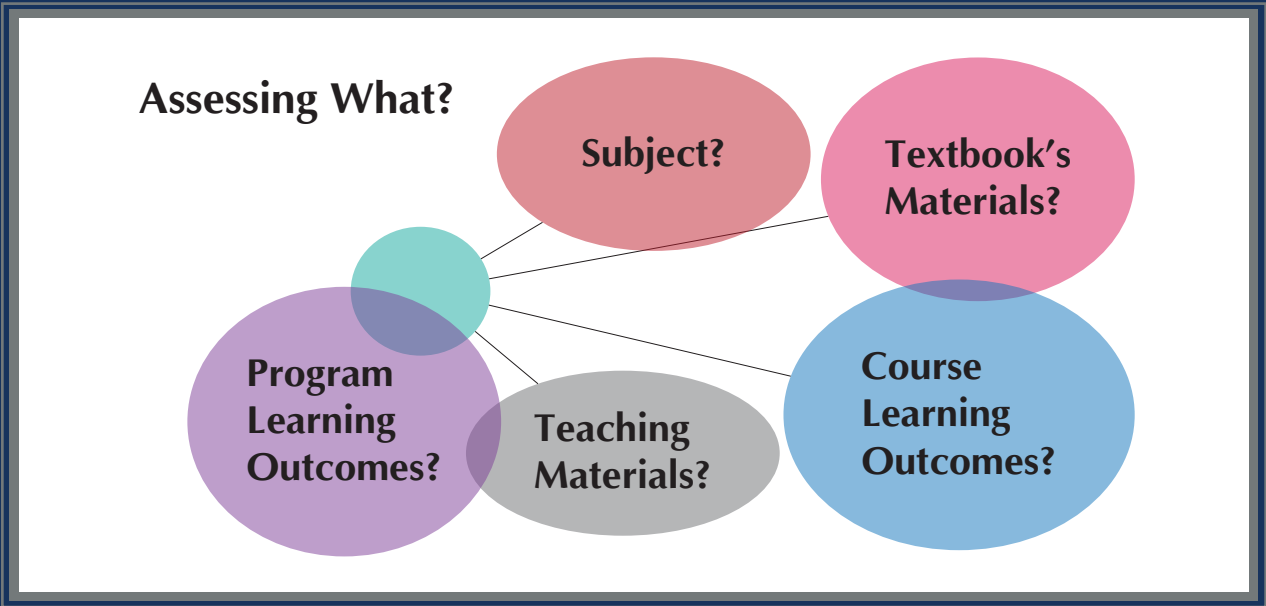 Assessing What?
Subject?
Textbook’s
Materials?
Program
Learning
Outcomes?
Teaching
Materials?
Course
Learning
Outcomes?